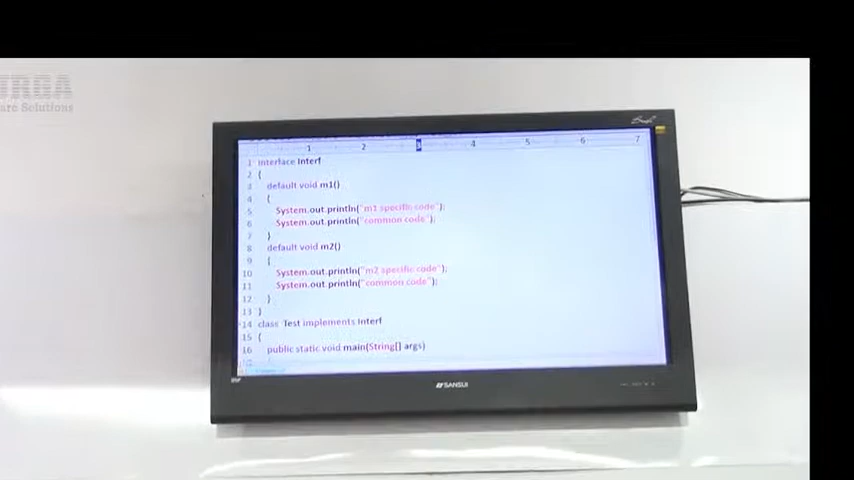 are Solutions
1 2 3 4 5 6 7
1 interface Interf
2 {
3 default void m1()
4 {
5 System.out.println("m1 specific code");
6 System.out.println("common code");
7 }
8 default void m2()
9 {
10 System.out.println("m2 specific code");
11 System.out.println("common code");
12 }
13 }
14 class Test implements Interf
15 {
16 public static void main(String[] args)
SANSUI